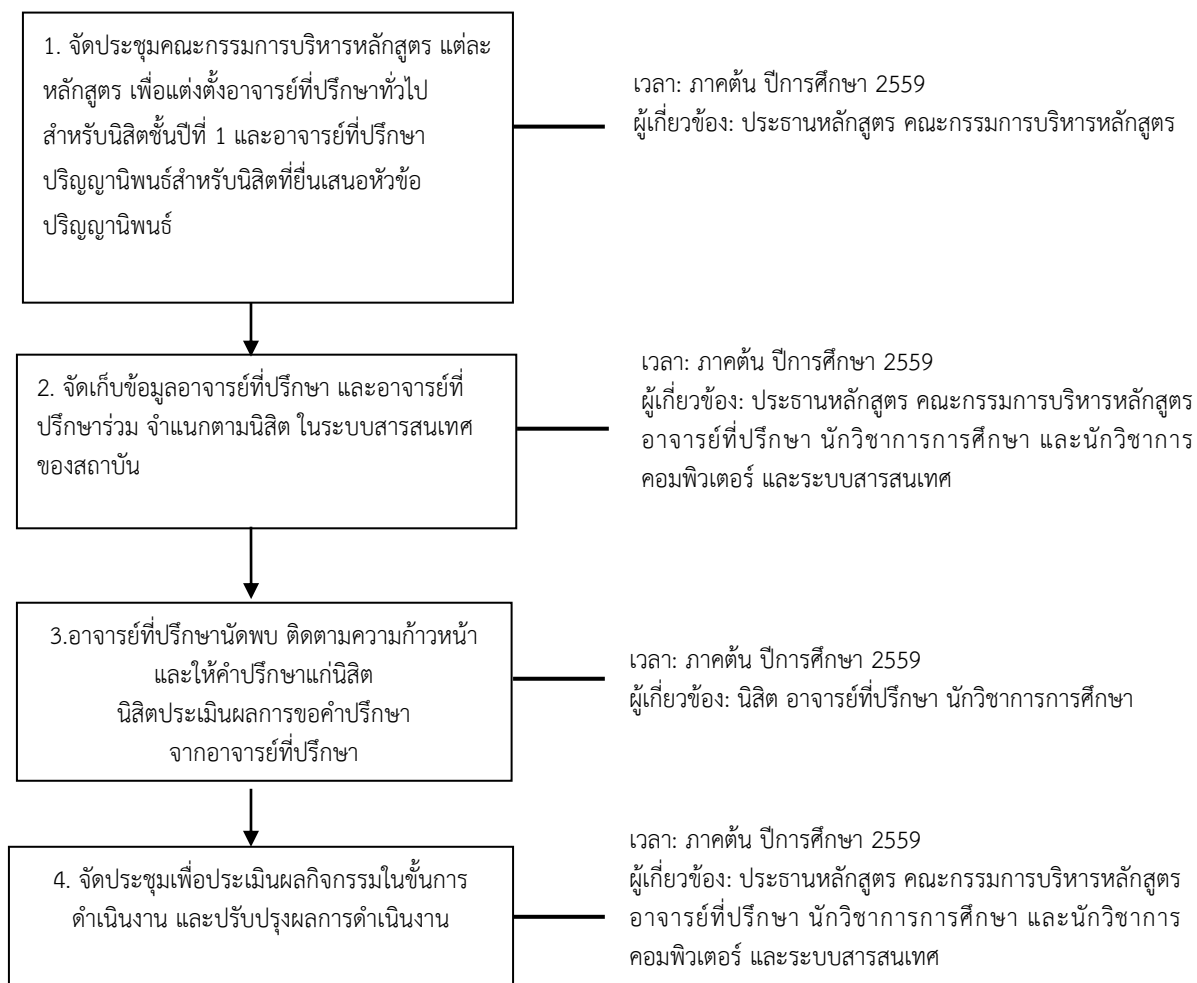 1. จัดประชุมคณะกรรมการบริหารหลักสูตร แต่ละ
หลักสูตร เพื่อแต่งตั้งอาจารย์ที่ปรึกษาทั่วไป
สำหรับนิสิตชั้นปีที่ 1 และอาจารย์ที่ปรึกษา
ปริญญานิพนธ์สำหรับนิสิตที่ยื่นเสนอหัวข้อ
ปริญญานิพนธ์
เวลา: ภาคต้น ปีการศึกษา 2559
ผู้เกี่ยวข้อง: ประธานหลักสูตร คณะกรรมการบริหารหลักสูตร
2. จัดเก็บข้อมูลอาจารย์ที่ปรึกษา และอาจารย์ที่
ปรึกษาร่วม จำแนกตามนิสิต ในระบบสารสนเทศ
ของสถาบัน
เวลา: ภาคต้น ปีการศึกษา 2559
ผู้เกี่ยวข้อง: ประธานหลักสูตร คณะกรรมการบริหารหลักสูตร
อาจารย์ที่ปรึกษา นักวิชาการการศึกษา และนักวิชาการ
คอมพิวเตอร์ และระบบสารสนเทศ
3.อาจารย์ที่ปรึกษานัดพบ ติดตามความก้าวหน้า
และให้คำปรึกษาแก่นิสิต
นิสิตประเมินผลการขอคำปรึกษา
จากอาจารย์ที่ปรึกษา
เวลา: ภาคต้น ปีการศึกษา 2559
ผู้เกี่ยวข้อง: นิสิต อาจารย์ที่ปรึกษา นักวิชาการการศึกษา
4. จัดประชุมเพื่อประเมินผลกิจกรรมในขั้นการ
ดำเนินงาน และปรับปรุงผลการดำเนินงาน
เวลา: ภาคต้น ปีการศึกษา 2559
ผู้เกี่ยวข้อง: ประธานหลักสูตร คณะกรรมการบริหารหลักสูตร
อาจารย์ที่ปรึกษา นักวิชาการการศึกษา และนักวิชาการ
คอมพิวเตอร์ และระบบสารสนเทศ